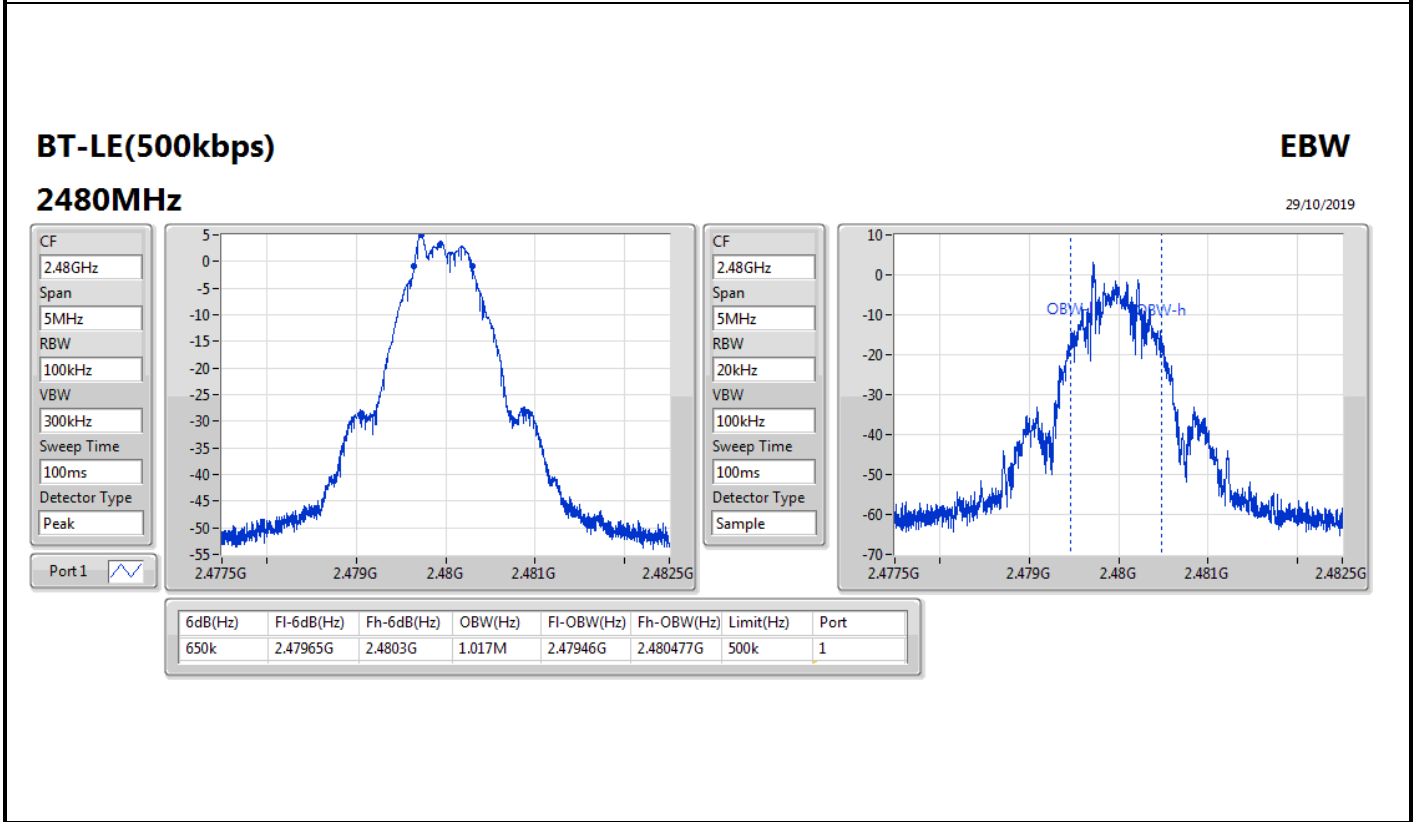 BT-LE(500kbps)
EBW
2480MHz
29/10/2019
CF
2.48GHz
Span
5MHz
RBW
100kHz
VBW
300kHz
Sweep Time
100ms
Detector Type
Peak
Port 1
5
0
-5
-10
-15
-20
-25
-30
-35
-40
-45
-50
-55
2.4775G 2.479G 2.48G 2.481G 2.4825G
CF
2.48GHz
Span
5MHz
RBW
20kHz
VBW
100kHz
Sweep Time
100ms
Detector Type
Sample
10
0
-10
-20
-30
-40
-50
-60
-70
OBW-h
2.4775G 2.479G 2.48G 2.481G 2.4825G
6dB(Hz) Fl-6dB(Hz) Fh-6dB(Hz) OBW(Hz) Fl-OBW(Hz) Fh-OBW(Hz) Limit(Hz) Port
650k 2.47965G 2.4803G 1.017M 2.47946G 2.480477G 500k 1